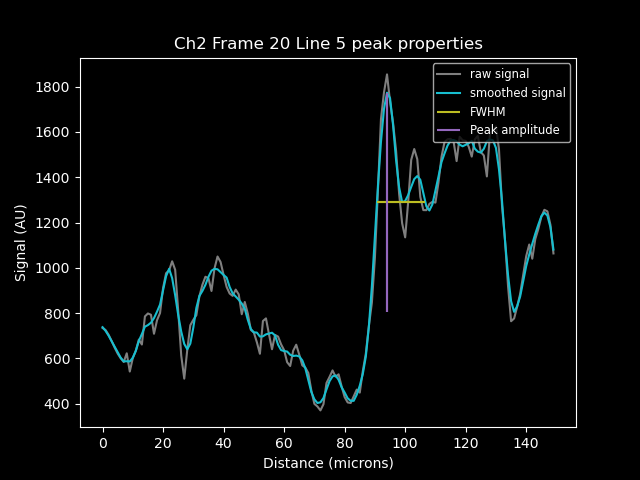 Ch2 Frame 20 Line 5 peak properties
raw signal
smoothed signal
FWHM
Peak amplitude
Signal (AU)
1800
1600
1400
1200
1000
800
600
400
0 20 40 60 80 100 120 140
Distance (microns)